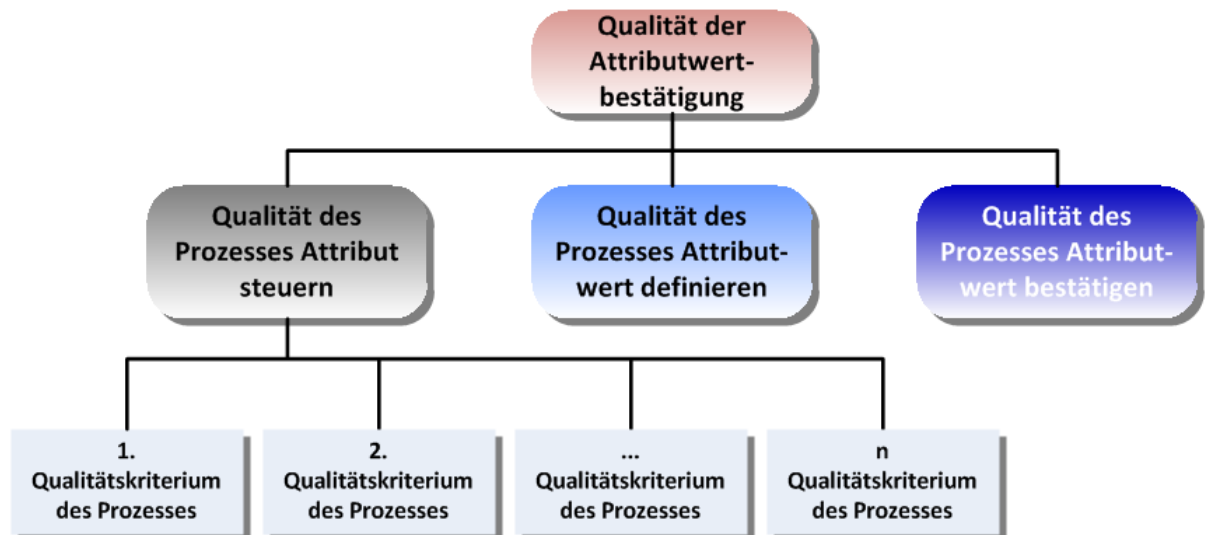 Qualität der
Attributwert-
bestätigung
Qualität des
Prozesses Attribut
steuern
Qualität des
Prozesses Attribut-
wert definieren
Qualität des
Prozesses Attribut-
wert bestätigen
1.
Qualitätskriterium
des Prozesses
2.
Qualitätskriterium
des Prozesses
...
Qualitätskriterium
des Prozesses
n
Qualitätskriterium
des Prozesses